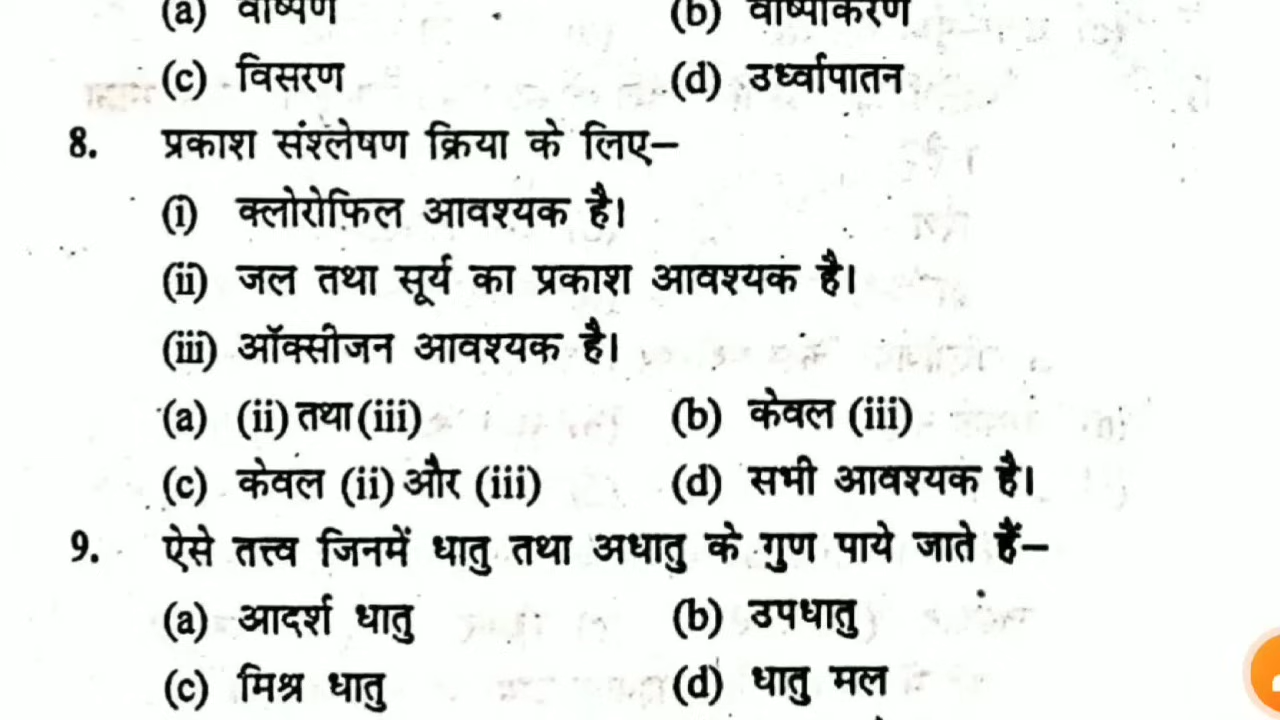 (a) वाष्पण (b) वाष्पीकरण
(c) विसरण (d) उर्ध्वापातन
8. प्रकाश संश्लेषण क्रिया के लिए–
(i) क्लोरोफिल आवश्यक है।
(ii) जल तथा सूर्य का प्रकाश आवश्यक है।
(iii) ऑक्सीजन आवश्यक है।
(a) (ii) तथा (iii) (b) केवल (iii)
(c) केवल (ii) और (iii) (d) सभी आवश्यक है।
9. ऐसे तत्त्व जिनमें धातु तथा अधातु के गुण पाये जाते हैं–
(a) आदर्श धातु (b) उपधातु
(c) मिश्र धातु (d) धातु मल